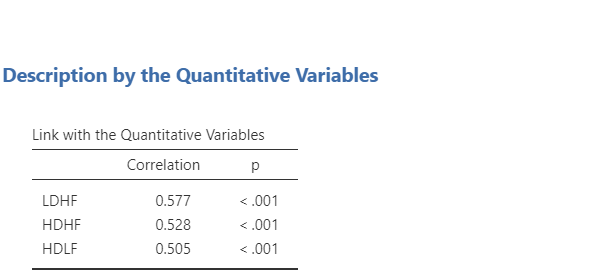 Description by the Quantitative Variables
Link with the Quantitative Variables
Correlation p
LDHF 0.577 < .001
HDHF 0.528 < .001
HDLF 0.505 < .001